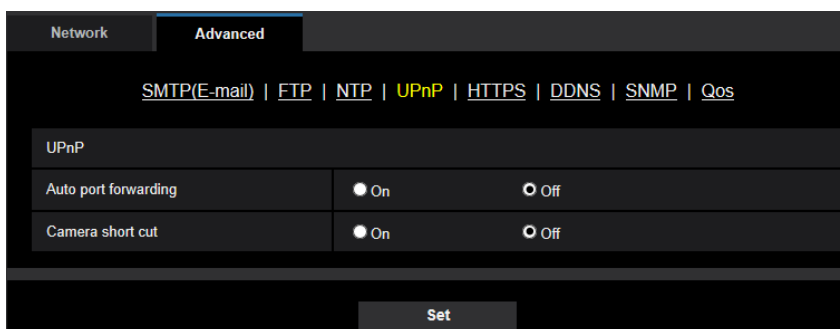 Network Advanced
SMTP(E-mail) | FTP | NTP | UPnP | HTTPS | DDNS | SNMP | Qos
UPnP
Auto port forwarding On Off
Camera short cut On Off
Set